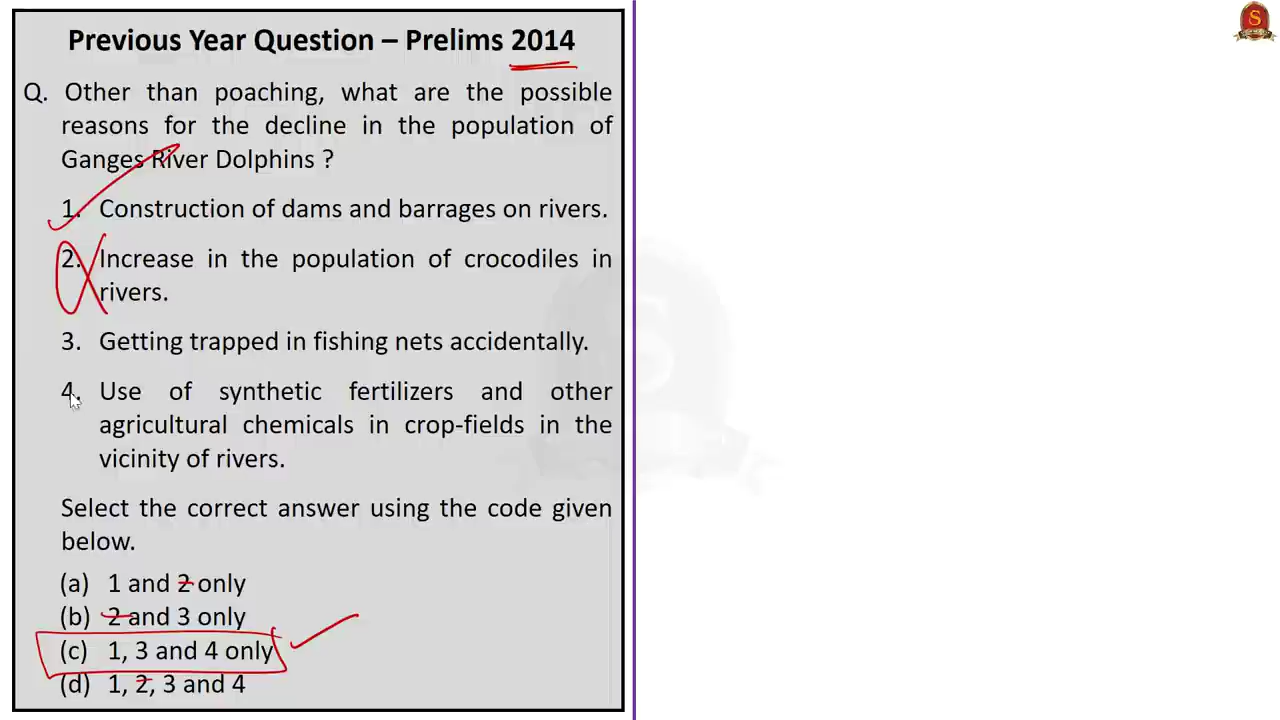 Previous Year Question – Prelims 2014
Q. Other than poaching, what are the possible
reasons for the decline in the population of
Ganges River Dolphins ?
1. Construction of dams and barrages on rivers.
2. Increase in the population of crocodiles in
rivers.
3. Getting trapped in fishing nets accidentally.
4. Use of synthetic fertilizers and other
agricultural chemicals in crop-fields in the
vicinity of rivers.
Select the correct answer using the code given
below.
(a) 1 and 2 only
(b) 2 and 3 only
(c) 1, 3 and 4 only
(d) 1, 2, 3 and 4
S